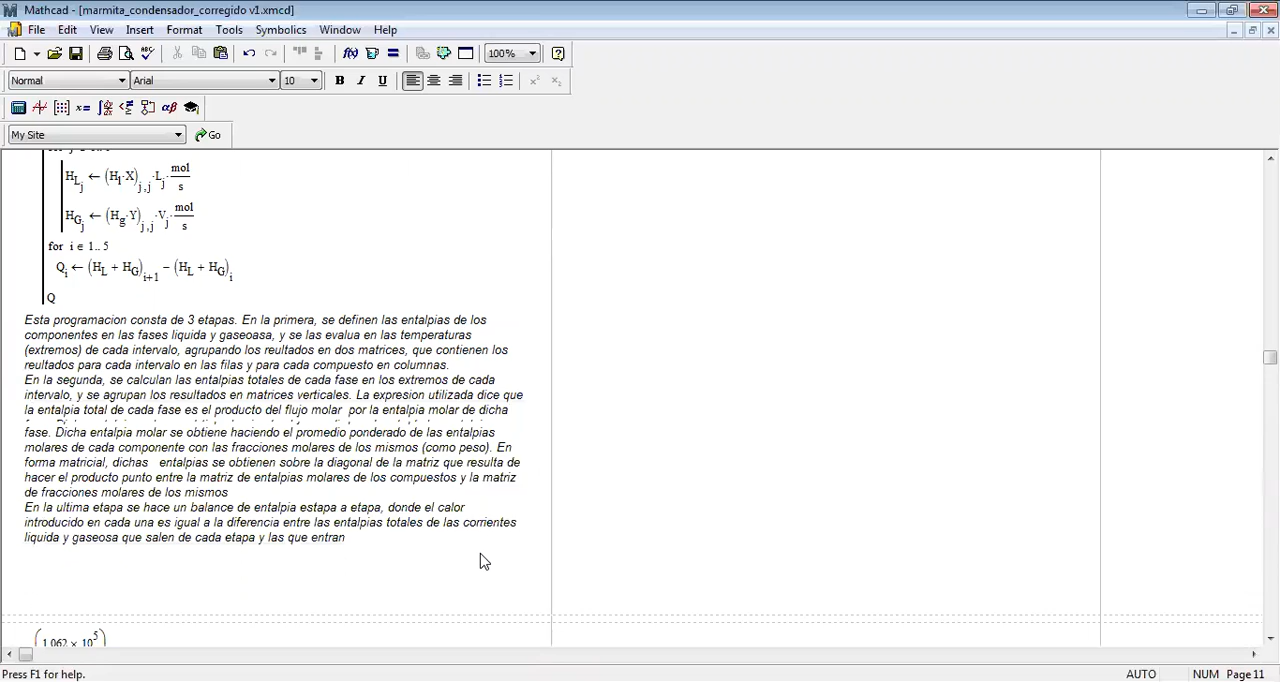 Mathcad - [marmita_condensador_corregido v1.xmcd]
File Edit View Insert Format Tools Symbolics Window Help
100%
Normal Arial 10 B I U
My Site Go
H_L_j ← (H_l·X)_j,j·L_j·mol/s
H_G_j ← (H_g·Y)_j,j·V_j·mol/s
for i ∈ 1..5
Q_i ← (H_L + H_G)_i+1 − (H_L + H_G)_i
Q
Esta programacion consta de 3 etapas. En la primera, se definen las entalpias de los
componentes en las fases liquida y gaseoasa, y se las evalua en las temperaturas
(extremos) de cada intervalo, agrupando los reultados en dos matrices, que contienen los
reultados para cada intervalo en las filas y para cada compuesto en columnas.
En la segunda, se calculan las entalpias totales de cada fase en los extremos de cada
intervalo, y se agrupan los resultados en matrices verticales. La expresion utilizada dice que
la entalpia total de cada fase es el producto del flujo molar por la entalpia molar de dicha
fase. Dicha entalpia molar se obtiene haciendo el promedio ponderado de las entalpias
molares de cada componente con las fracciones molares de los mismos (como peso). En
forma matricial, dichas entalpias se obtienen sobre la diagonal de la matriz que resulta de
hacer el producto punto entre la matriz de entalpias molares de los compuestos y la matriz
de fracciones molares de los mismos
En la ultima etapa se hace un balance de entalpia estapa a etapa, donde el calor
introducido en cada una es igual a la diferencia entre las entalpias totales de las corrientes
liquida y gaseosa que salen de cada etapa y las que entran
1.062 × 10^5
Press F1 for help. AUTO NUM Page 11